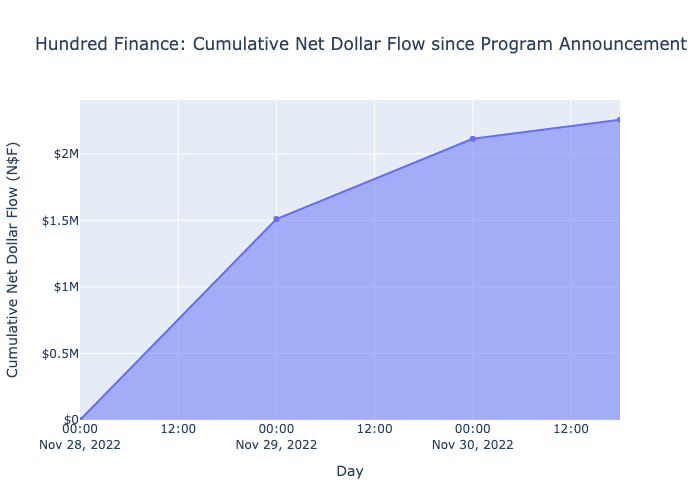 Hundred Finance: Cumulative Net Dollar Flow since Program Announcement
Cumulative Net Dollar Flow (N$F)
$2M
$1.5M
$1M
$0.5M
$0
00:00 12:00 00:00 12:00 00:00 12:00
Nov 28, 2022 Nov 29, 2022 Nov 30, 2022
Day